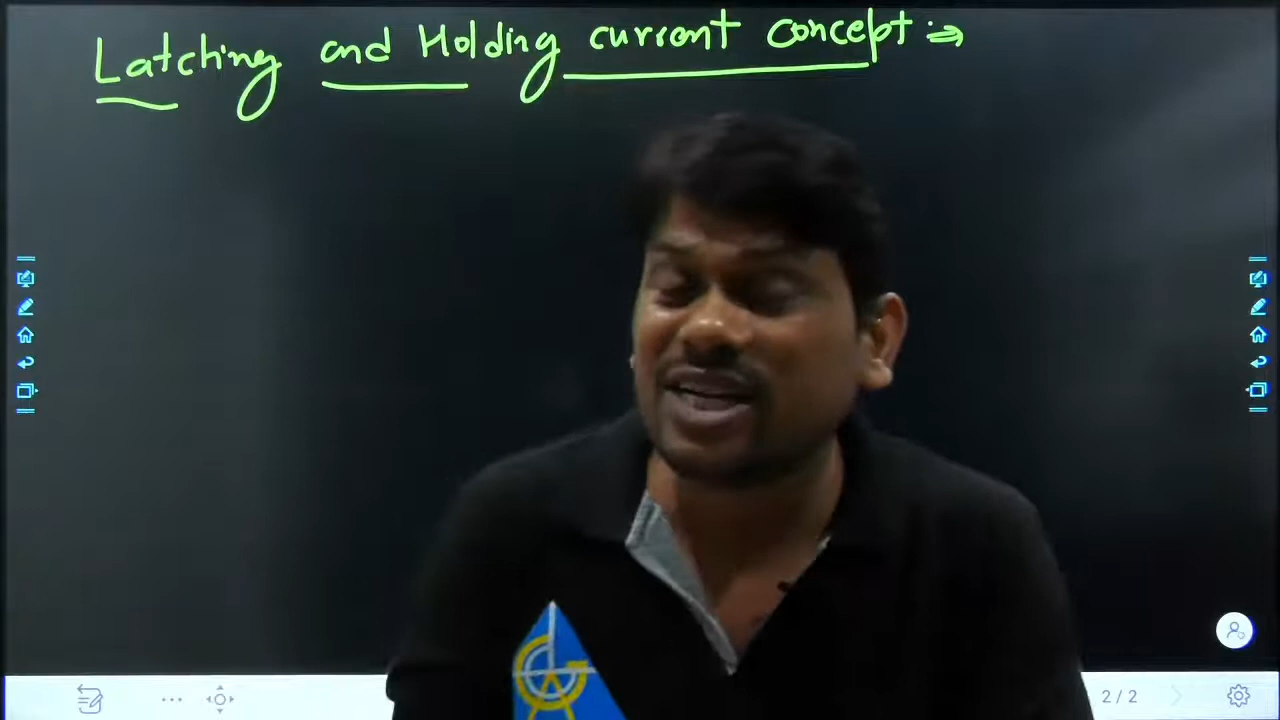 Latching and Holding current concept :⇒
2 / 2